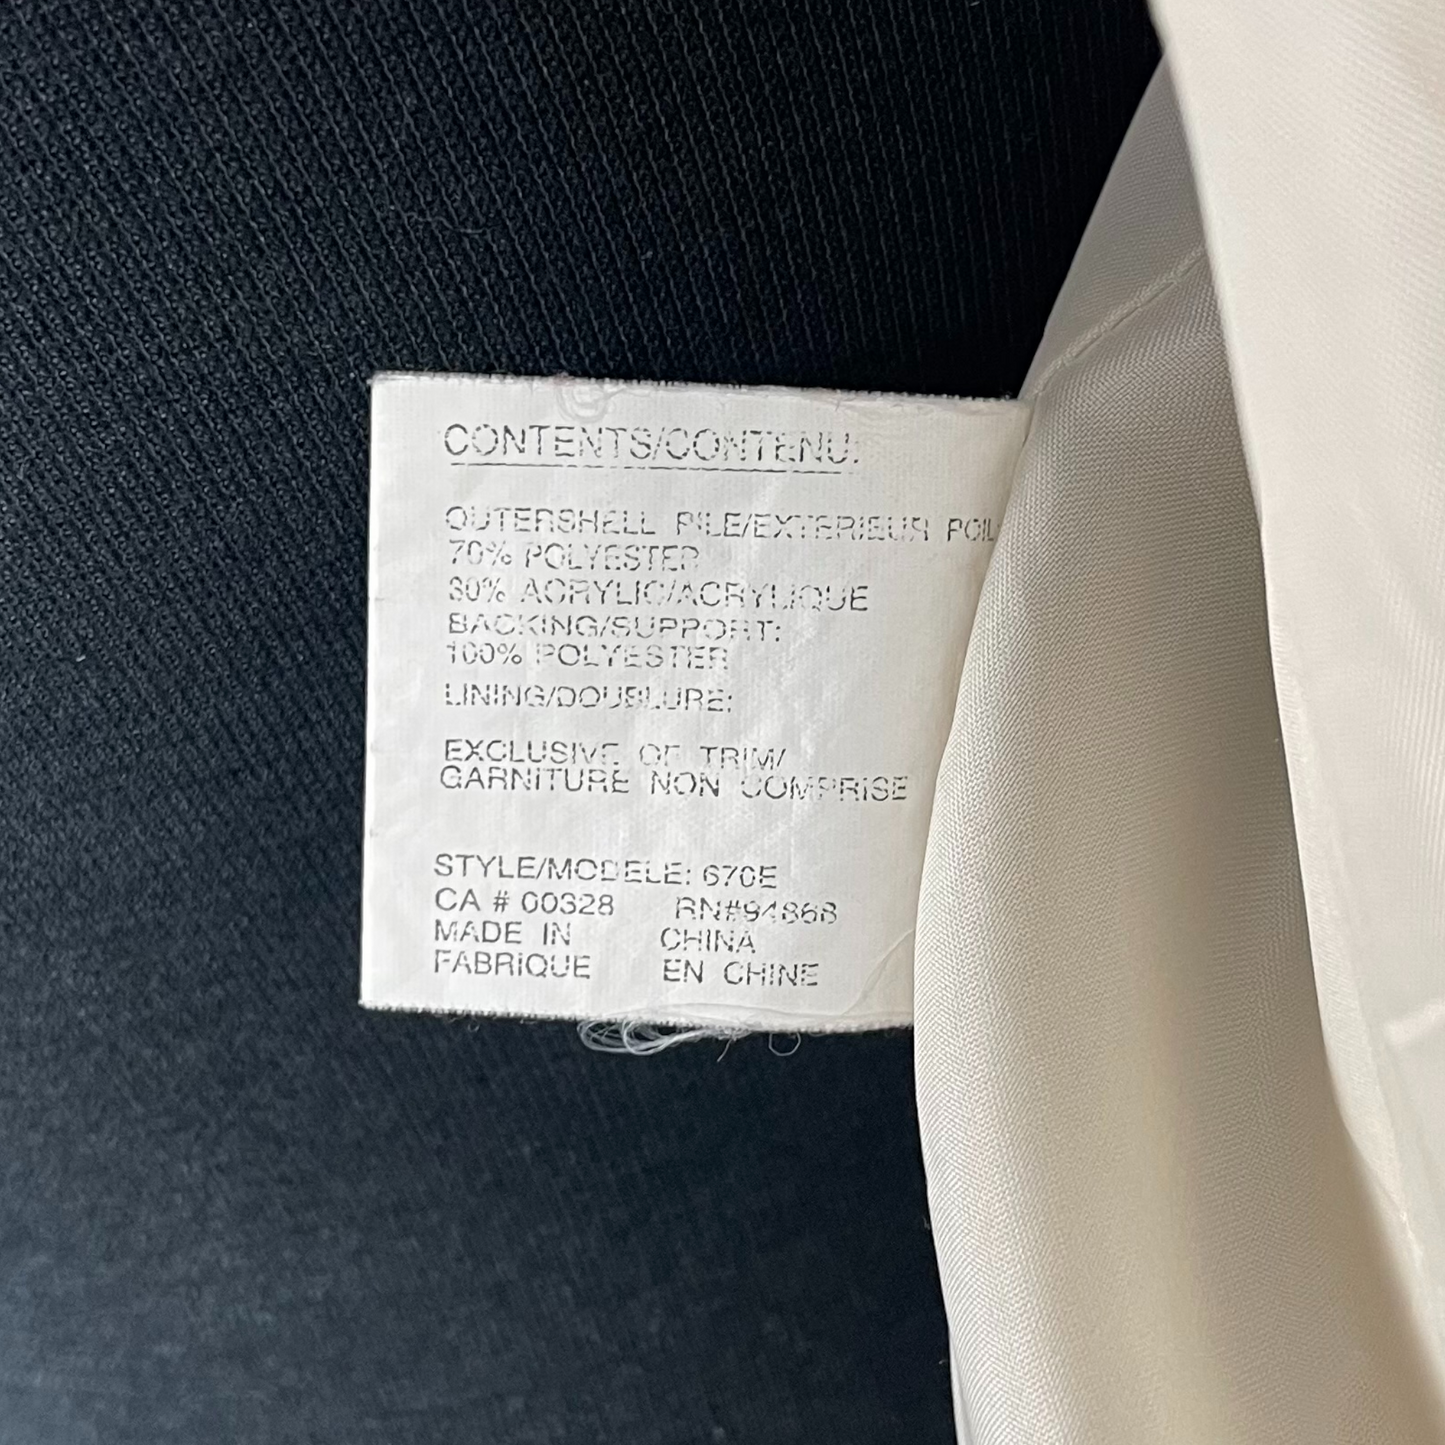 CONTENTS/CONTENU:
OUTERSHELL PILE/EXTERIEUR POIL
70% POLYESTER
30% ACRYLIC/ACRYLIQUE
BACKING/SUPPORT:
100% POLYESTER
LINING/DOUBLURE:
EXCLUSIVE OF TRIM/
GARNITURE NON COMPRISE
STYLE/MODELE: 670E
CA # 00328 RN#94868
MADE IN CHINA
FABRIQUE EN CHINE